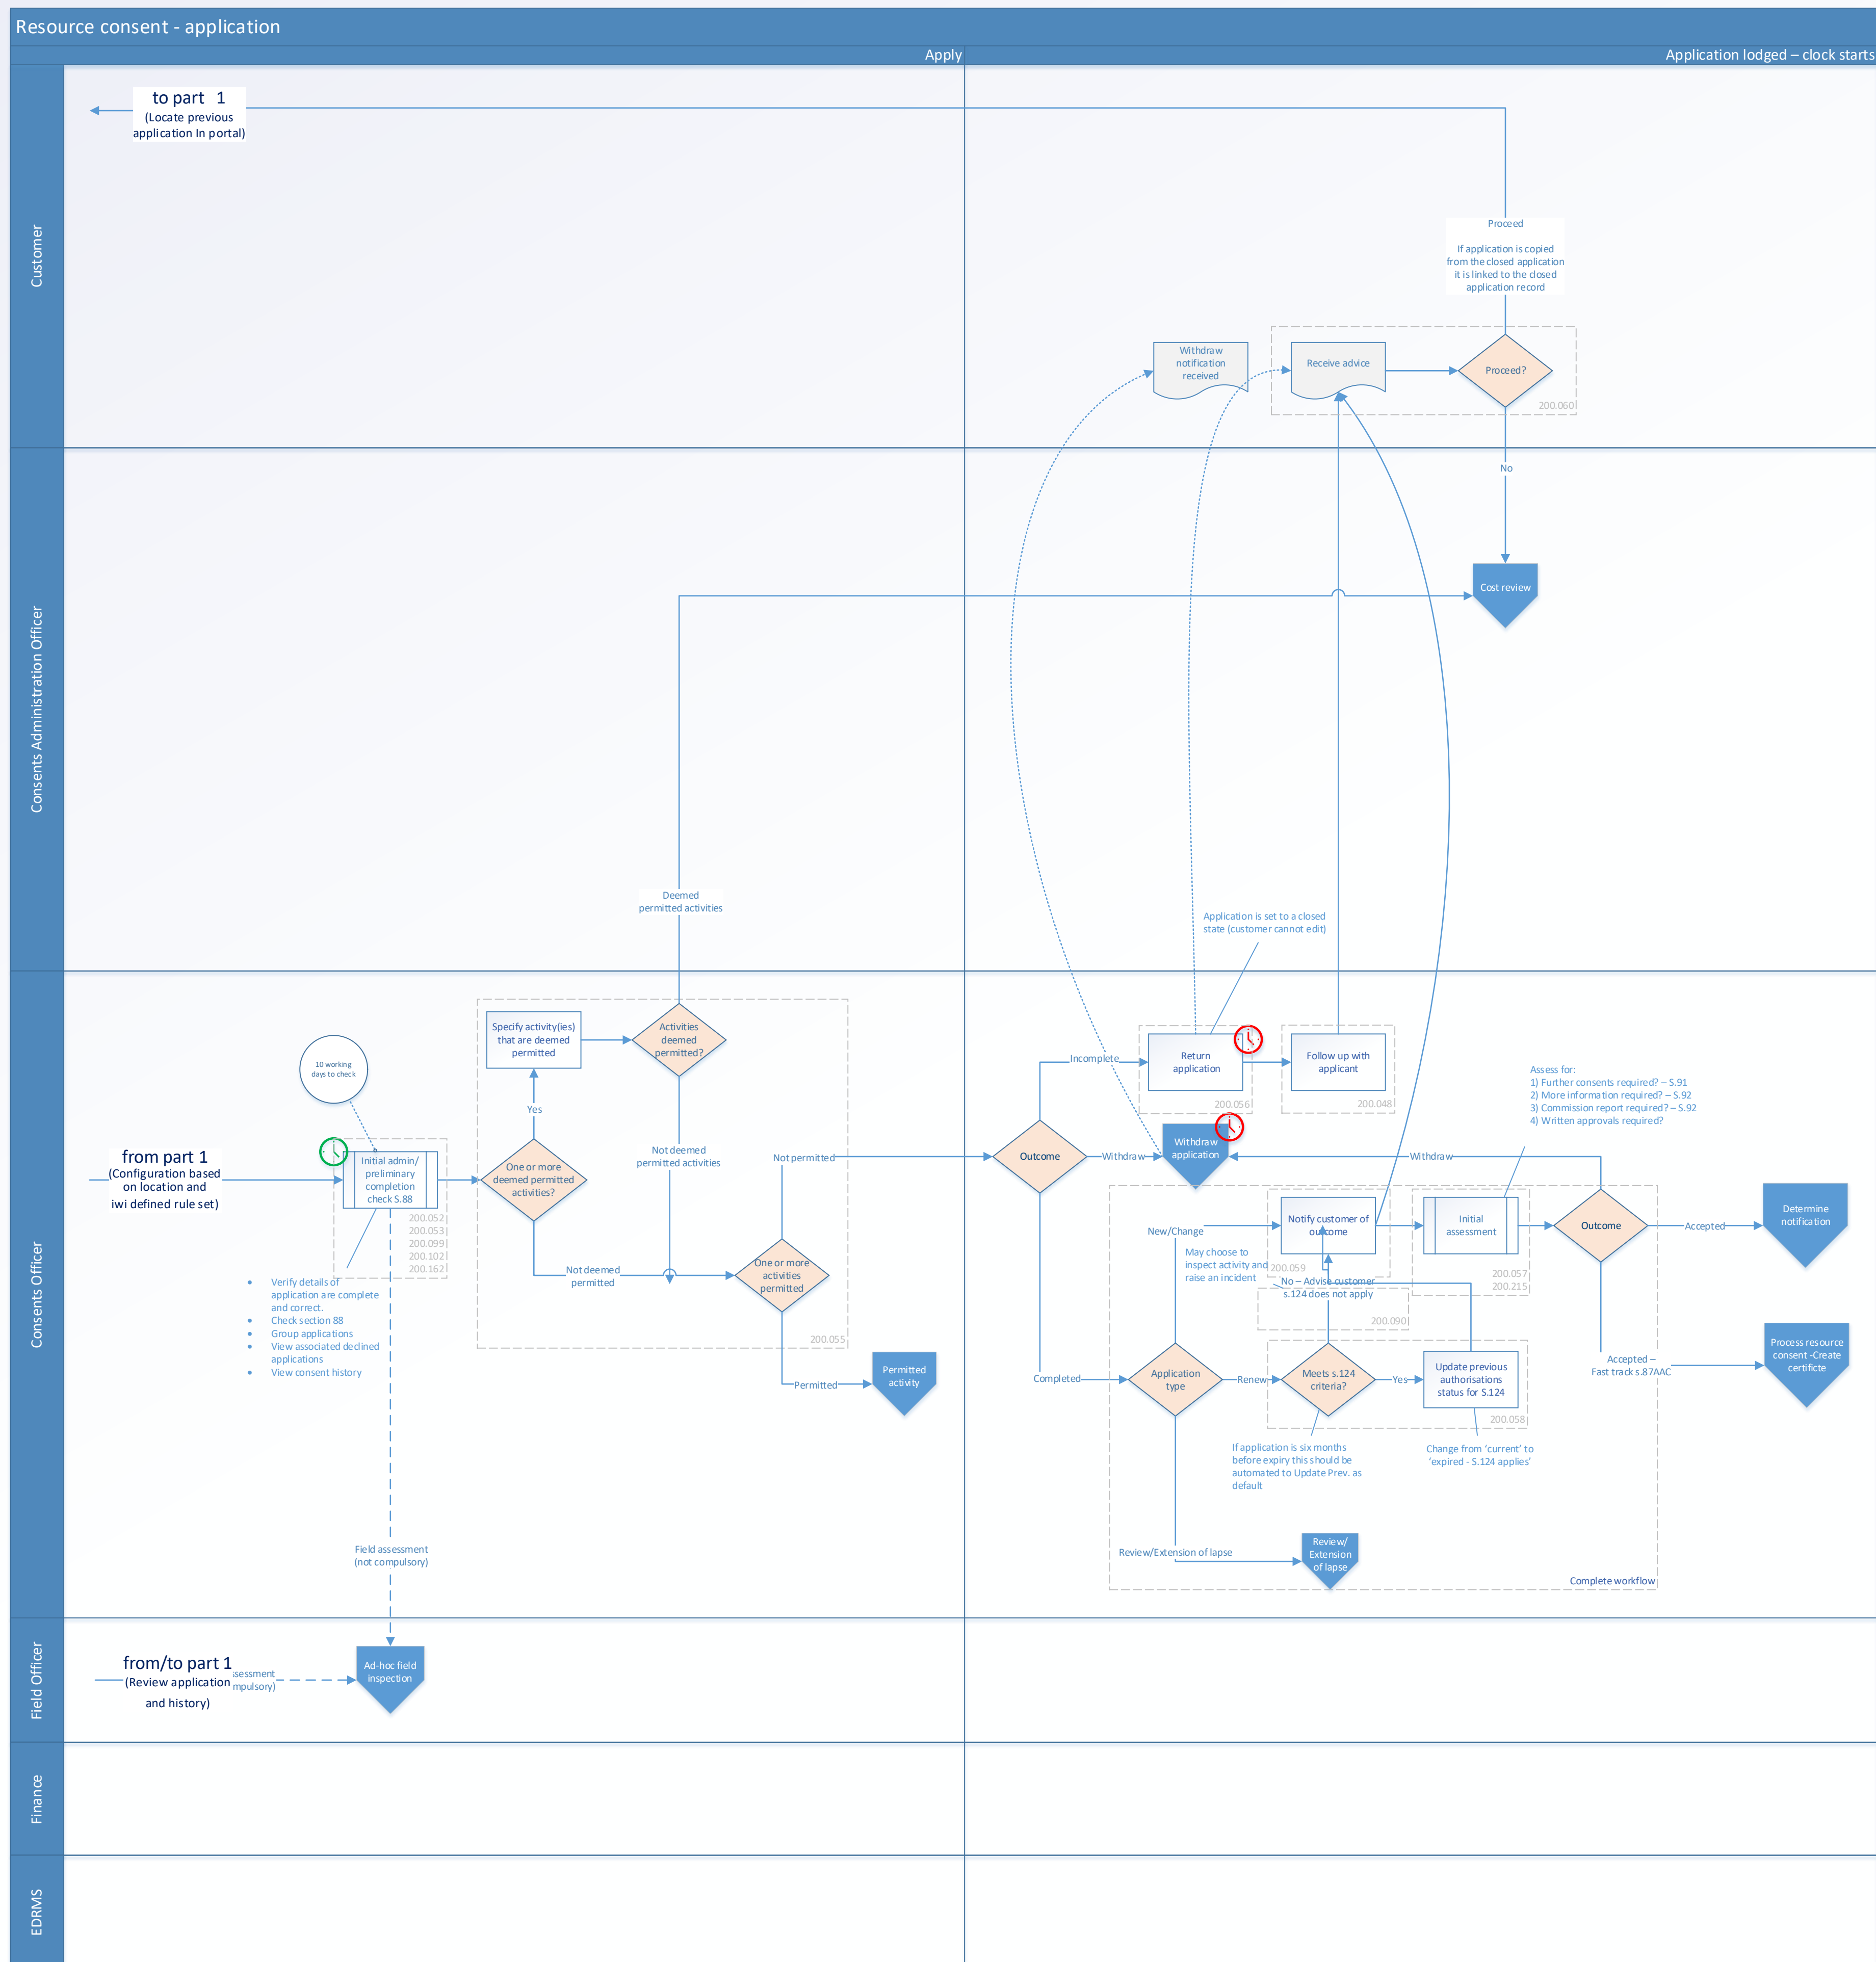 Resource consent - application
Apply
Application lodged – clock starts
Customer
to part 1
(Locate previous
application In portal)
Proceed
If application is copied
from the closed application
it is linked to the closed
application record
Withdraw
notification
received
Receive advice
Proceed?
200.060
Consents Administration Officer
No
Cost review
Deemed
permitted activities
Application is set to a closed
state (customer cannot edit)
Consents Officer
10 working
days to check
from part 1
(Configuration based
on location and
iwi defined rule set)
Initial admin/
preliminary
completion
check S.88
200.052
200.053
200.099
200.102
200.162
• Verify details of
application are complete
and correct.
• Check section 88
• Group applications
• View associated declined
applications
• View consent history
Specify activity(ies)
that are deemed
permitted
Activities
deemed
permitted?
Yes
One or more
deemed permitted
activities?
Not deemed
permitted activities
Not deemed
permitted
Not permitted
One or more
activities
permitted
200.055
Permitted
Permitted
activity
Field assessment
(not compulsory)
Incomplete
Return
application
200.056
Follow up with
applicant
200.048
Outcome
Withdraw
Withdraw
application
Withdraw
Assess for:
1) Further consents required? – S.91
2) More information required? – S.92
3) Commission report required? – S.92
4) Written approvals required?
New/Change
Notify customer of
outcome
200.059
May choose to
inspect activity and
raise an incident
No – Advise customer
s.124 does not apply
200.090
Initial
assessment
200.057
200.215
Outcome
Accepted
Determine
notification
Accepted –
Fast track s.87AAC
Process resource
consent -Create
certificte
Completed
Application
type
Renew
Meets s.124
criteria?
Yes
Update previous
authorisations
status for S.124
200.058
If application is six months
before expiry this should be
automated to Update Prev. as
default
Change from ‘current’ to
‘expired - S.124 applies’
Review/Extension of lapse
Review/
Extension
of lapse
Complete workflow
Field Officer
from/to part 1
(Review application
and history)
sessment
mpulsory)
Ad-hoc field
inspection
Finance
EDRMS